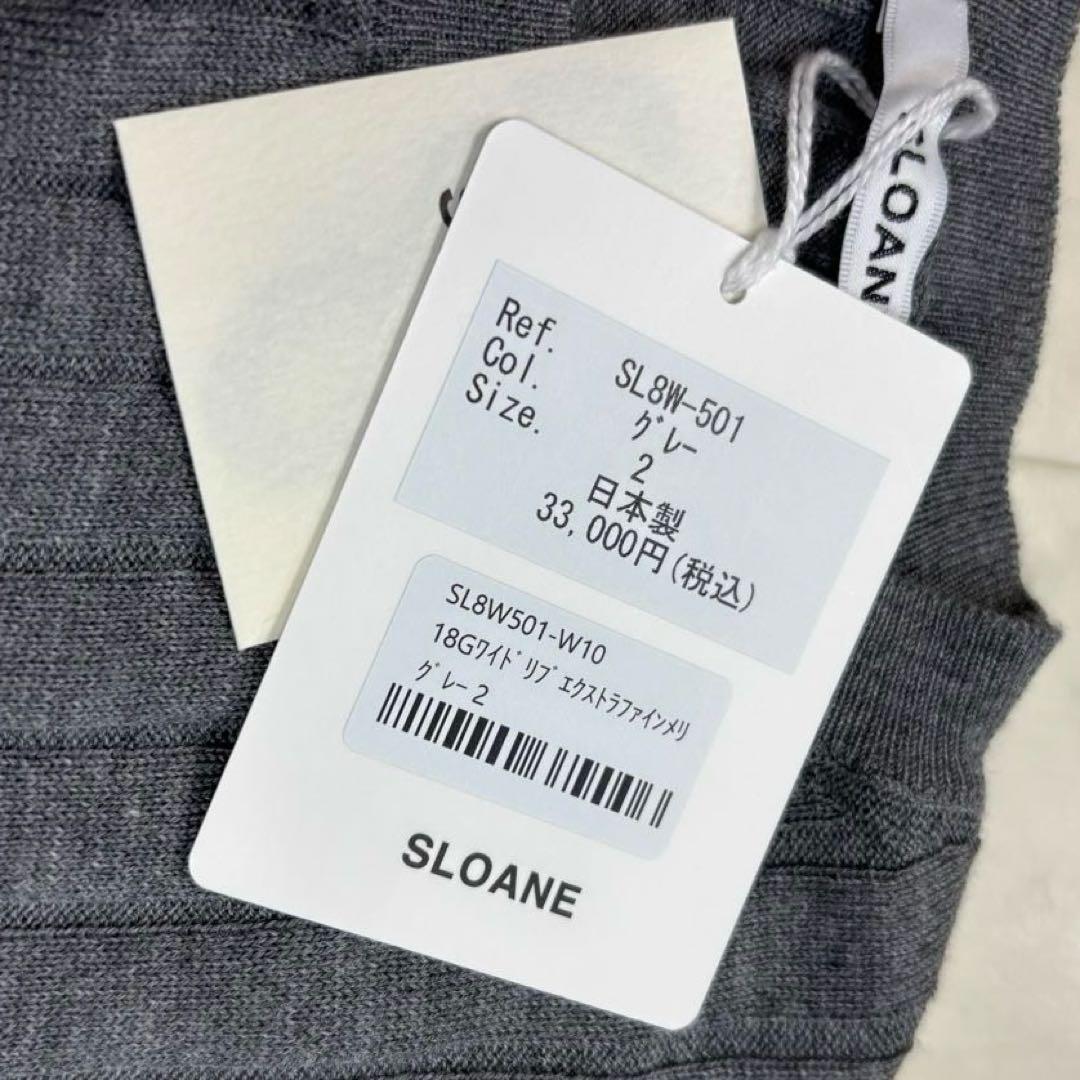 SLOAN
Ref. SL8W-501
Col. グレー
Size. 2
日本製
33,000円(税込)
SL8W501-W10
18Gワイドリブエクストラファインメリ
グレー 2
SLOANE